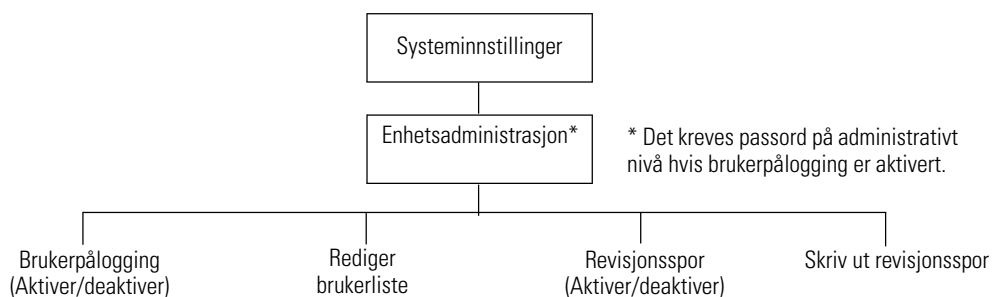 Systeminnstillinger
Enhetsadministrasjon*
* Det kreves passord på administrativt
nivå hvis brukerpålogging er aktivert.
Brukerpålogging
(Aktiver/deaktiver)
Rediger
brukerliste
Revisjonsspor
(Aktiver/deaktiver)
Skriv ut revisjonsspor